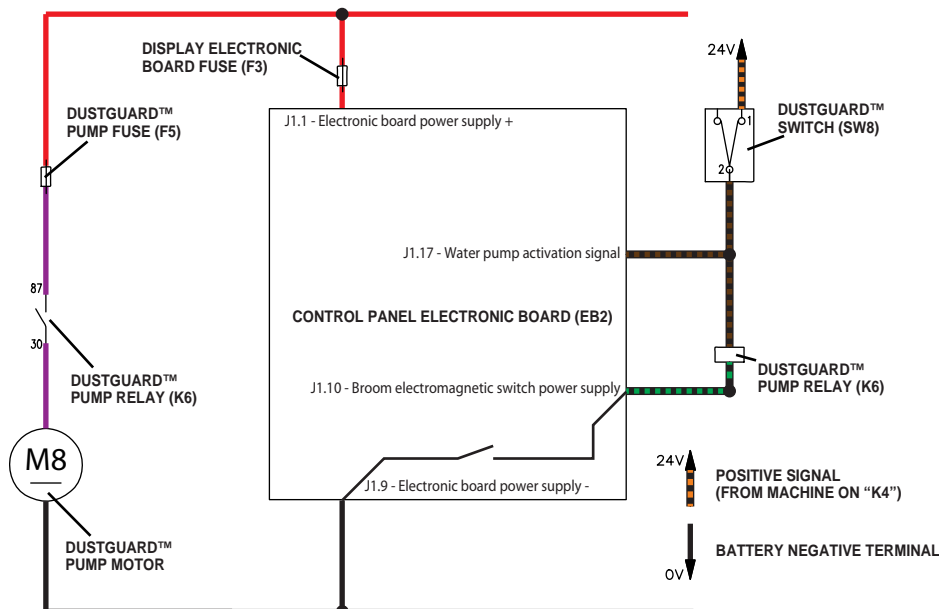 DISPLAY ELECTRONIC
BOARD FUSE (F3)
24V
DUSTGUARD™
PUMP FUSE (F5)
J1.1 - Electronic board power supply +
DUSTGUARD™
SWITCH (SW8)
1
2
J1.17 - Water pump activation signal
87
CONTROL PANEL ELECTRONIC BOARD (EB2)
30
DUSTGUARD™
PUMP RELAY (K6)
J1.10 - Broom electromagnetic switch power supply
DUSTGUARD™
PUMP RELAY (K6)
M8
24V
POSITIVE SIGNAL
(FROM MACHINE ON “K4”)
J1.9 - Electronic board power supply -
DUSTGUARD™
PUMP MOTOR
BATTERY NEGATIVE TERMINAL
0V